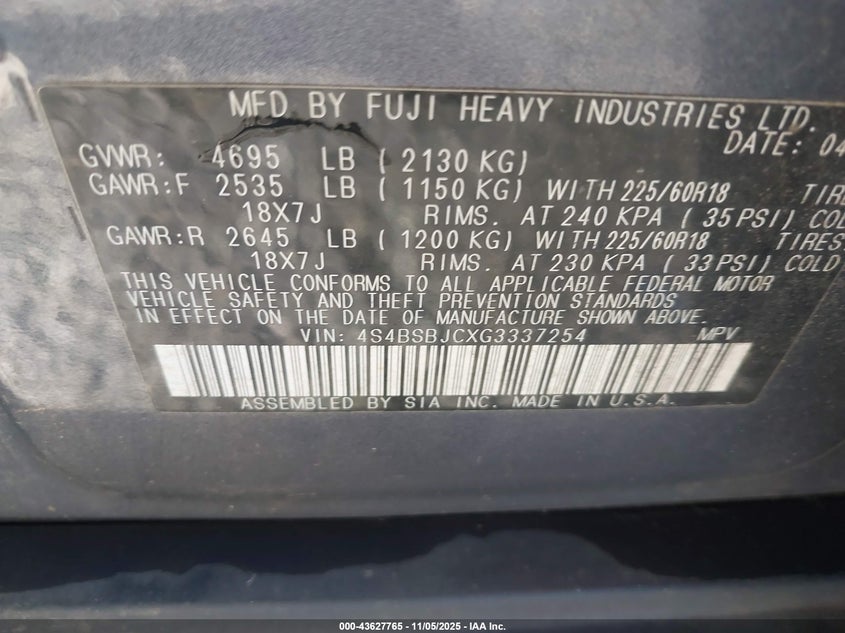 MFD BY FUJI HEAVY INDUSTRIES LTD.
DATE: 04
GVWR: 4695 LB ( 2130 KG)
GAWR:F 2535 LB ( 1150 KG) WITH 225/60R18 TIRE
18X7J RIMS. AT 240 KPA ( 35 PSI) COLD
GAWR:R 2645 LB ( 1200 KG) WITH 225/60R18 TIRES
18X7J RIMS. AT 230 KPA ( 33 PSI) COLD
THIS VEHICLE CONFORMS TO ALL APPLICABLE FEDERAL MOTOR
VEHICLE SAFETY AND THEFT PREVENTION STANDARDS
IN EFFECT ON THE DATE OF MANUFACTURE SHOWN ABOVE.
VIN: 4S4BSBJCXG3337254 MPV
ASSEMBLED BY SIA INC. MADE IN U.S.A.
000-43627765 - 11/05/2025 - IAA Inc.